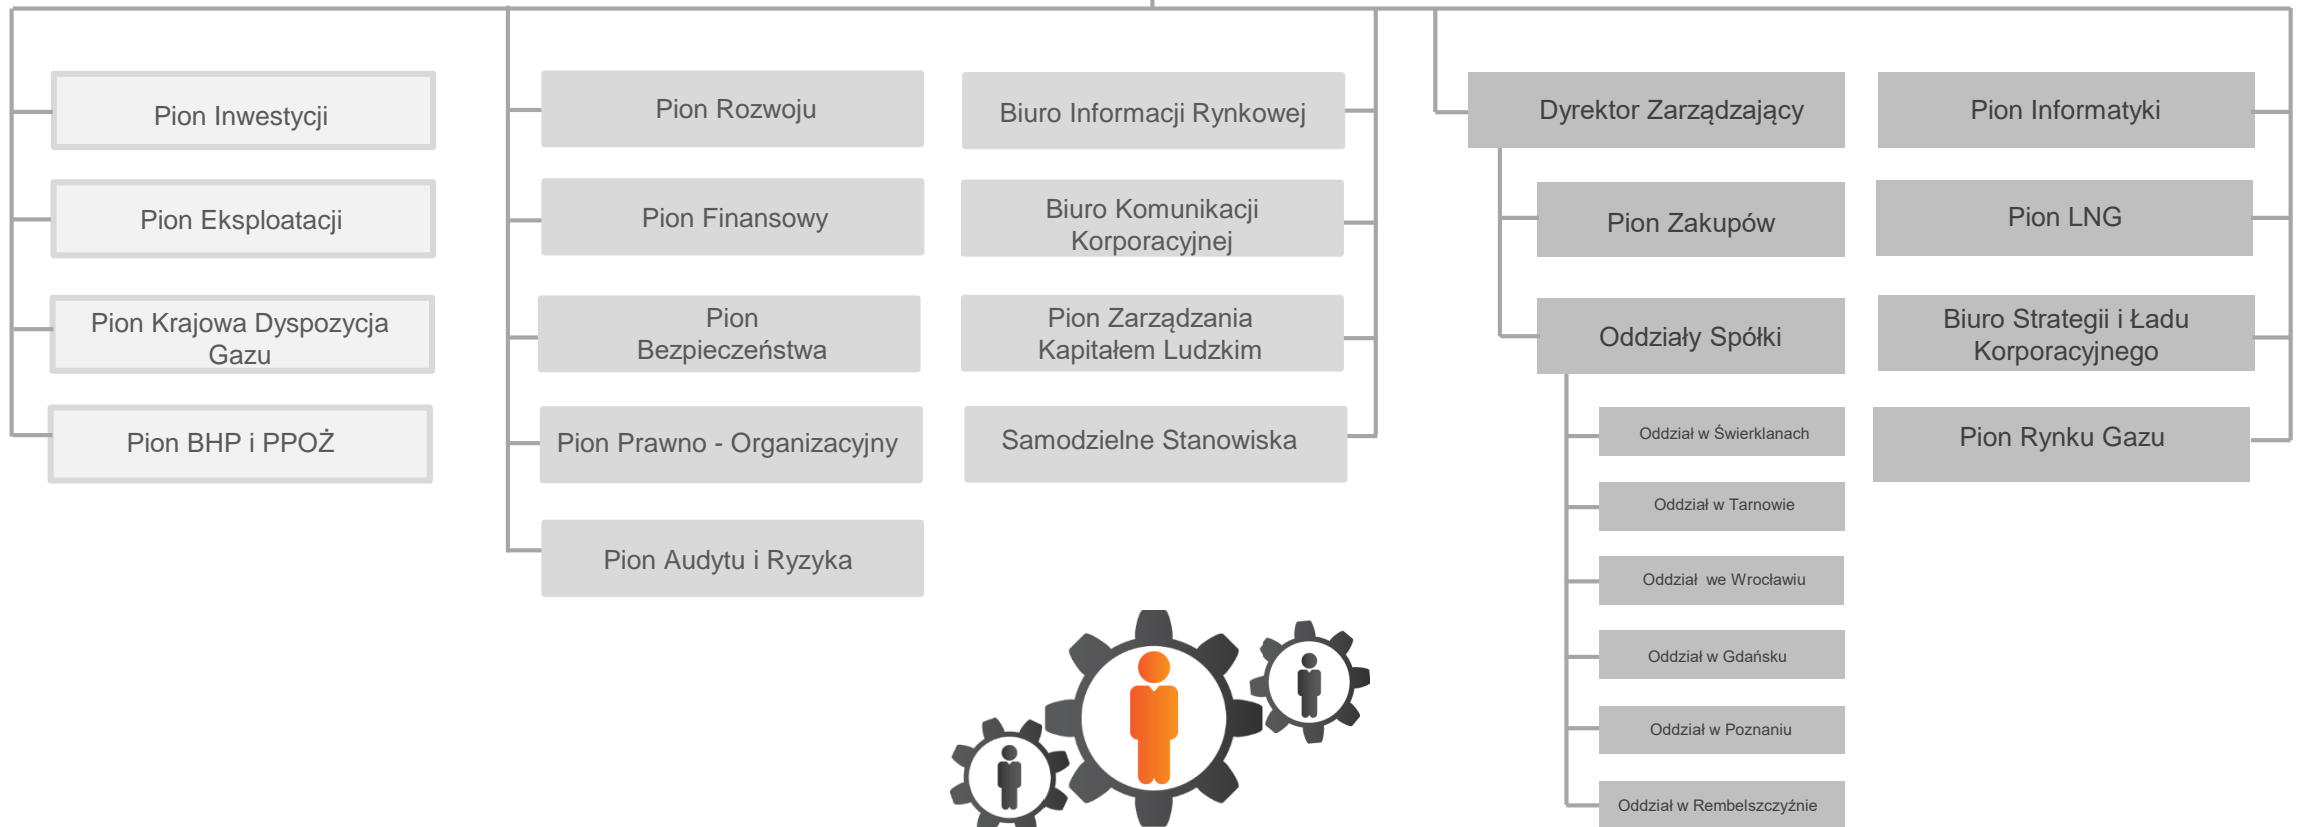 Pion Inwestycji
Pion Eksploatacji
Pion Krajowa Dyspozycja
Gazu
Pion BHP i PPOŻ
Pion Rozwoju
Pion Finansowy
Pion
Bezpieczeństwa
Pion Prawno - Organizacyjny
Pion Audytu i Ryzyka
Biuro Informacji Rynkowej
Biuro Komunikacji
Korporacyjnej
Pion Zarządzania
Kapitałem Ludzkim
Samodzielne Stanowiska
Dyrektor Zarządzający
Pion Zakupów
Oddziały Spółki
Oddział w Świerklanach
Oddział w Tarnowie
Oddział  we Wrocławiu
Oddział w Gdańsku
Oddział w Poznaniu
Oddział w Rembelszczyźnie
Pion Informatyki
Pion LNG
Biuro Strategii i Ładu
Korporacyjnego
Pion Rynku Gazu